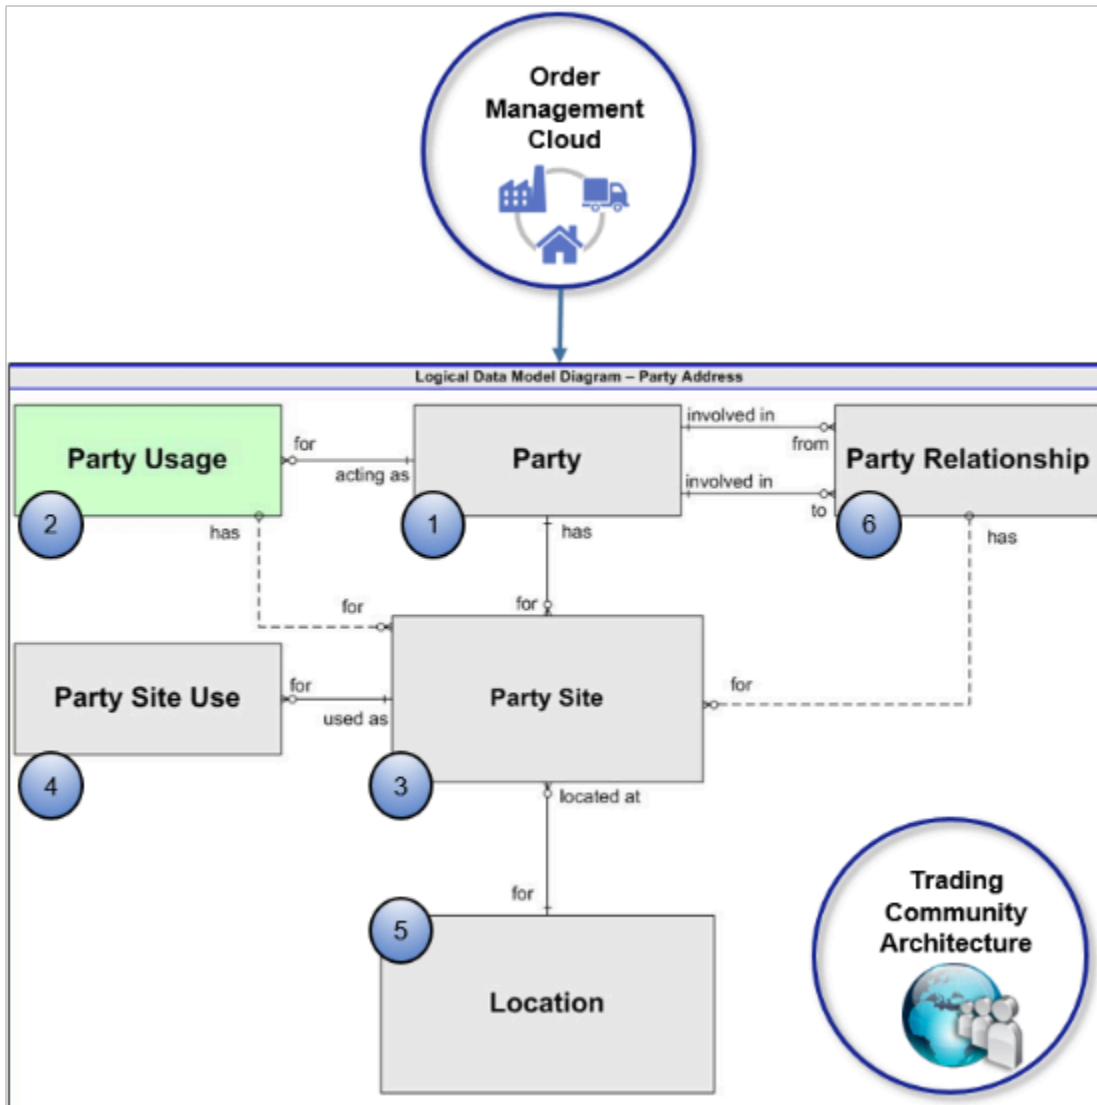 Order
Management
Cloud
Logical Data Model Diagram – Party Address
Party Usage
for
acting as
Party
involved in
from
involved in
to
Party Relationship
2
has
1
has
6
has
for
for
Party Site Use
for
used as
Party Site
for
4
3
located at
for
5
Location
Trading
Community
Architecture